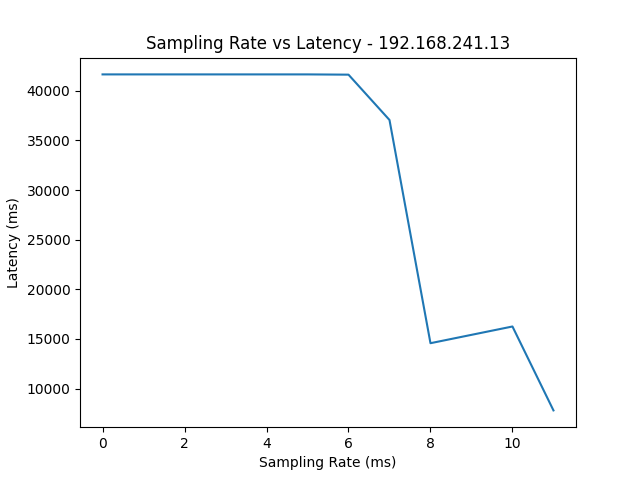 Sampling Rate vs Latency - 192.168.241.13
Latency (ms)
40000
35000
30000
25000
20000
15000
10000
0 2 4 6 8 10
Sampling Rate (ms)